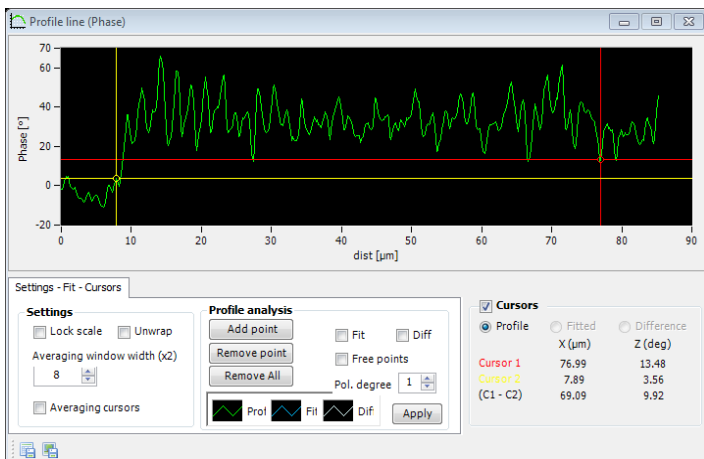 Profile line (Phase)
70
60
40
20
0
-20
Phase [°]
0 10 20 30 40 50 60 70 80 90
dist [µm]
Settings - Fit - Cursors
Settings
Lock scale Unwrap
Averaging window width (x2)
8
Averaging cursors
Profile analysis
Add point
Remove point
Remove All
Fit Diff
Free points
Pol. degree 1
Prof Fit Dif
Apply
Cursors
Profile Fitted Difference
X (µm) Z (deg)
Cursor 1 76.99 13.48
Cursor 2 7.89 3.56
(C1 - C2) 69.09 9.92